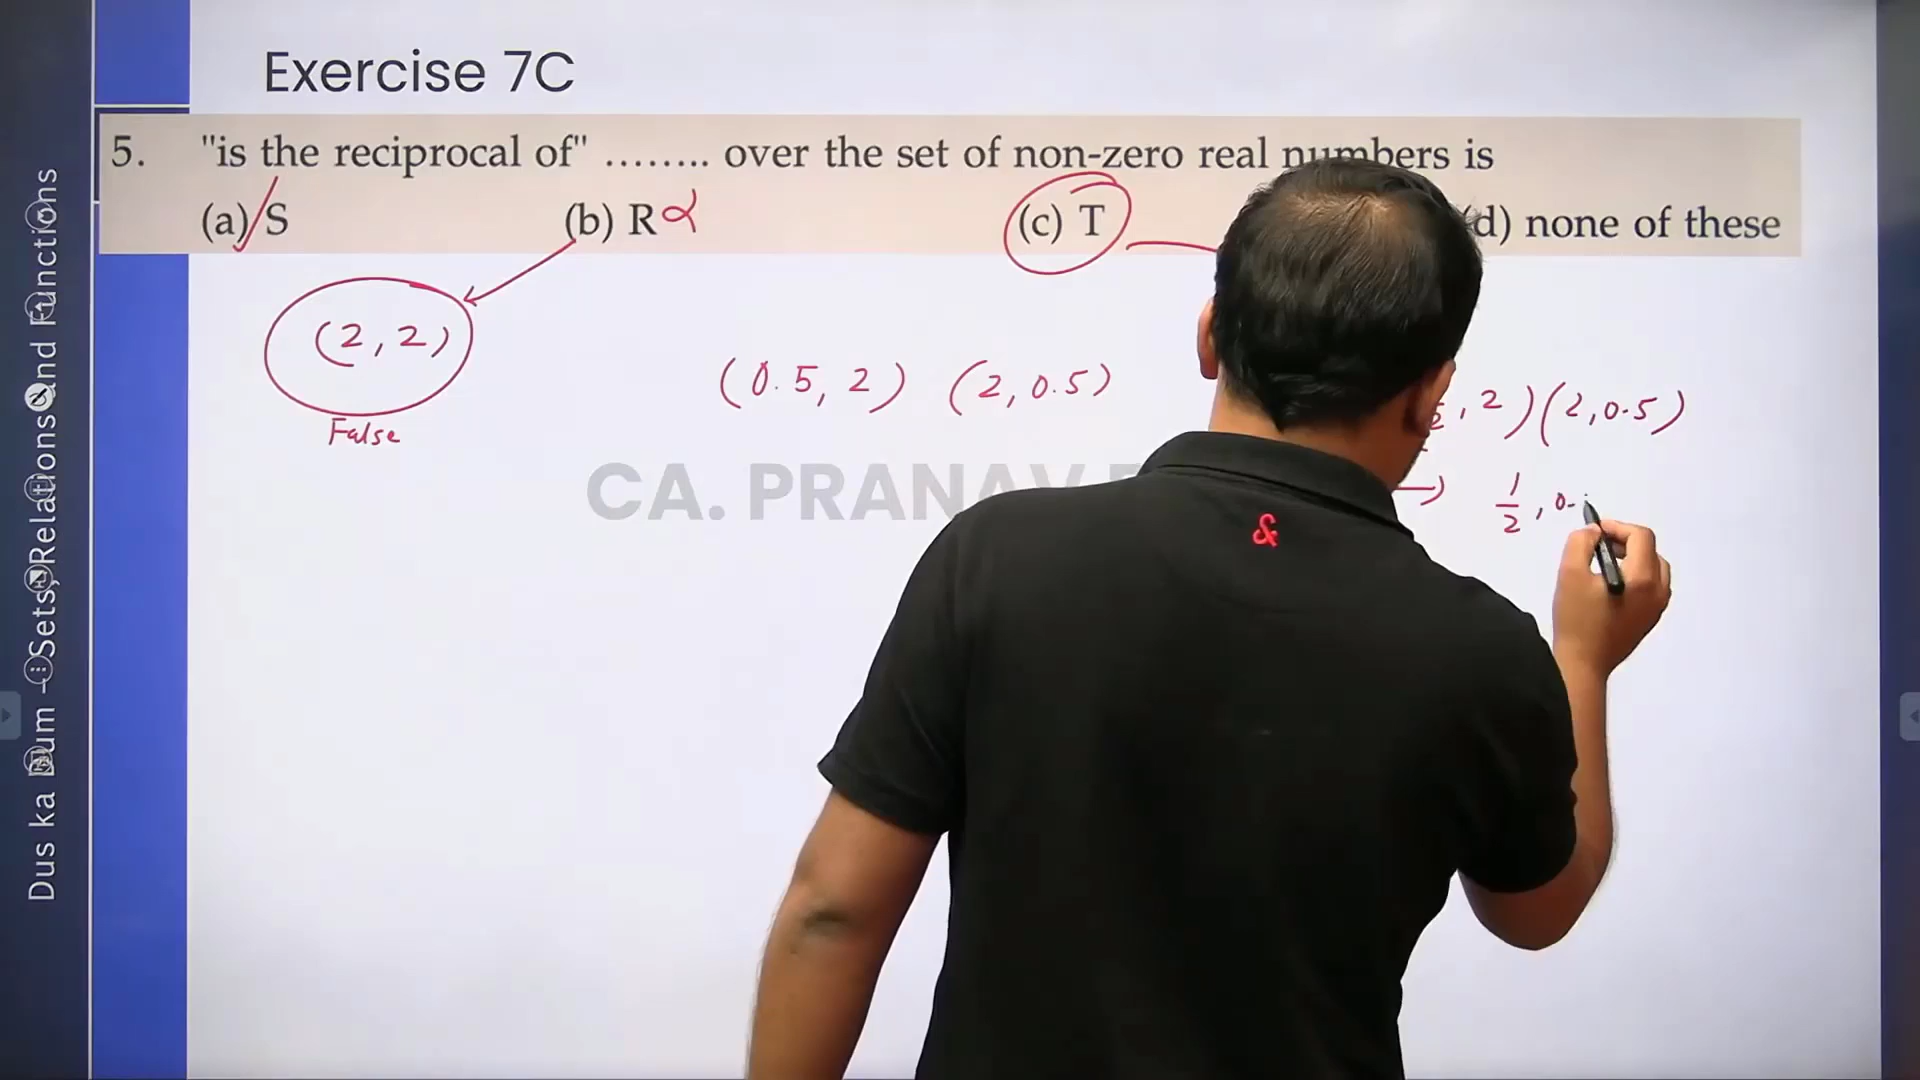 Exercise 7C
5. "is the reciprocal of" ........ over the set of non-zero real numbers is
(a) S (b) R (c) T (d) none of these
(2, 2)
False
(0.5, 2) (2, 0.5)
, 2) (2, 0.5)
1/2 , 0.
CA. PRANAV
&
Dus ka Dum - Sets, Relations and Functions